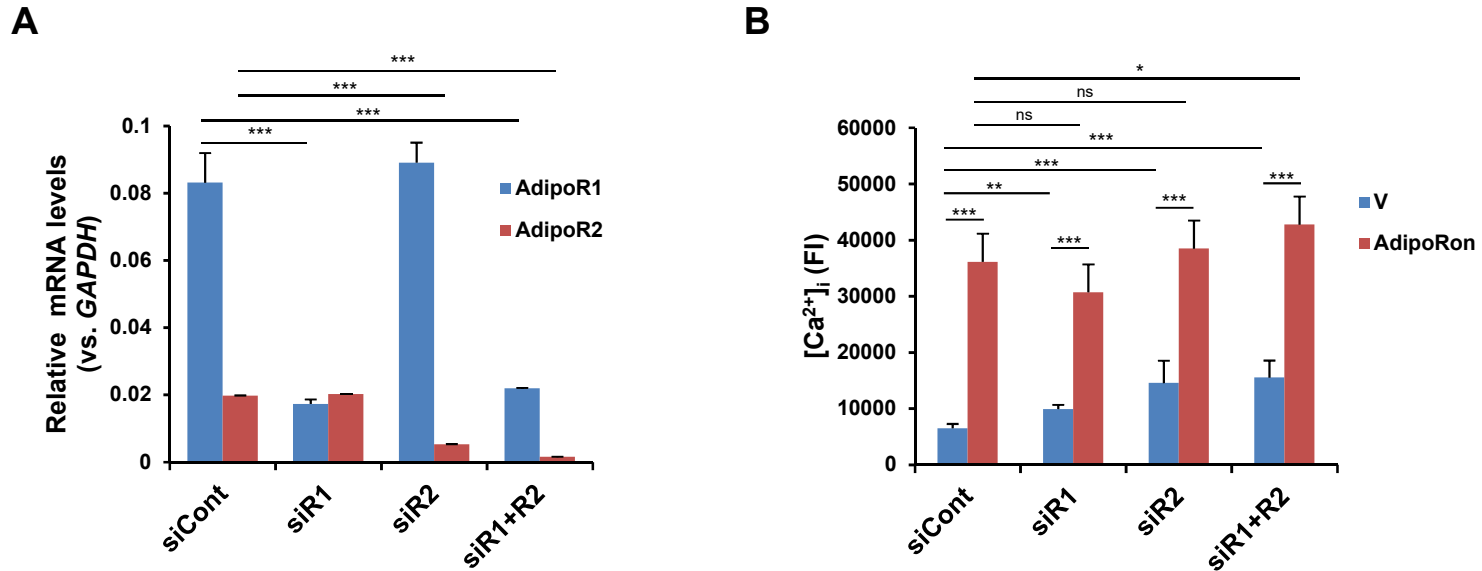 A
***
***
***
***
0.1
0.08
0.06
0.04
0.02
0
Relative mRNA levels
(vs. GAPDH)
AdipoR1
AdipoR2
siCont
siR1
siR2
siR1+R2
B
*
ns
ns
***
***
**
***
***
***
***
60000
50000
40000
30000
20000
10000
0
[Ca²⁺]ᵢ (FI)
V
AdipoRon
siCont
siR1
siR2
siR1+R2